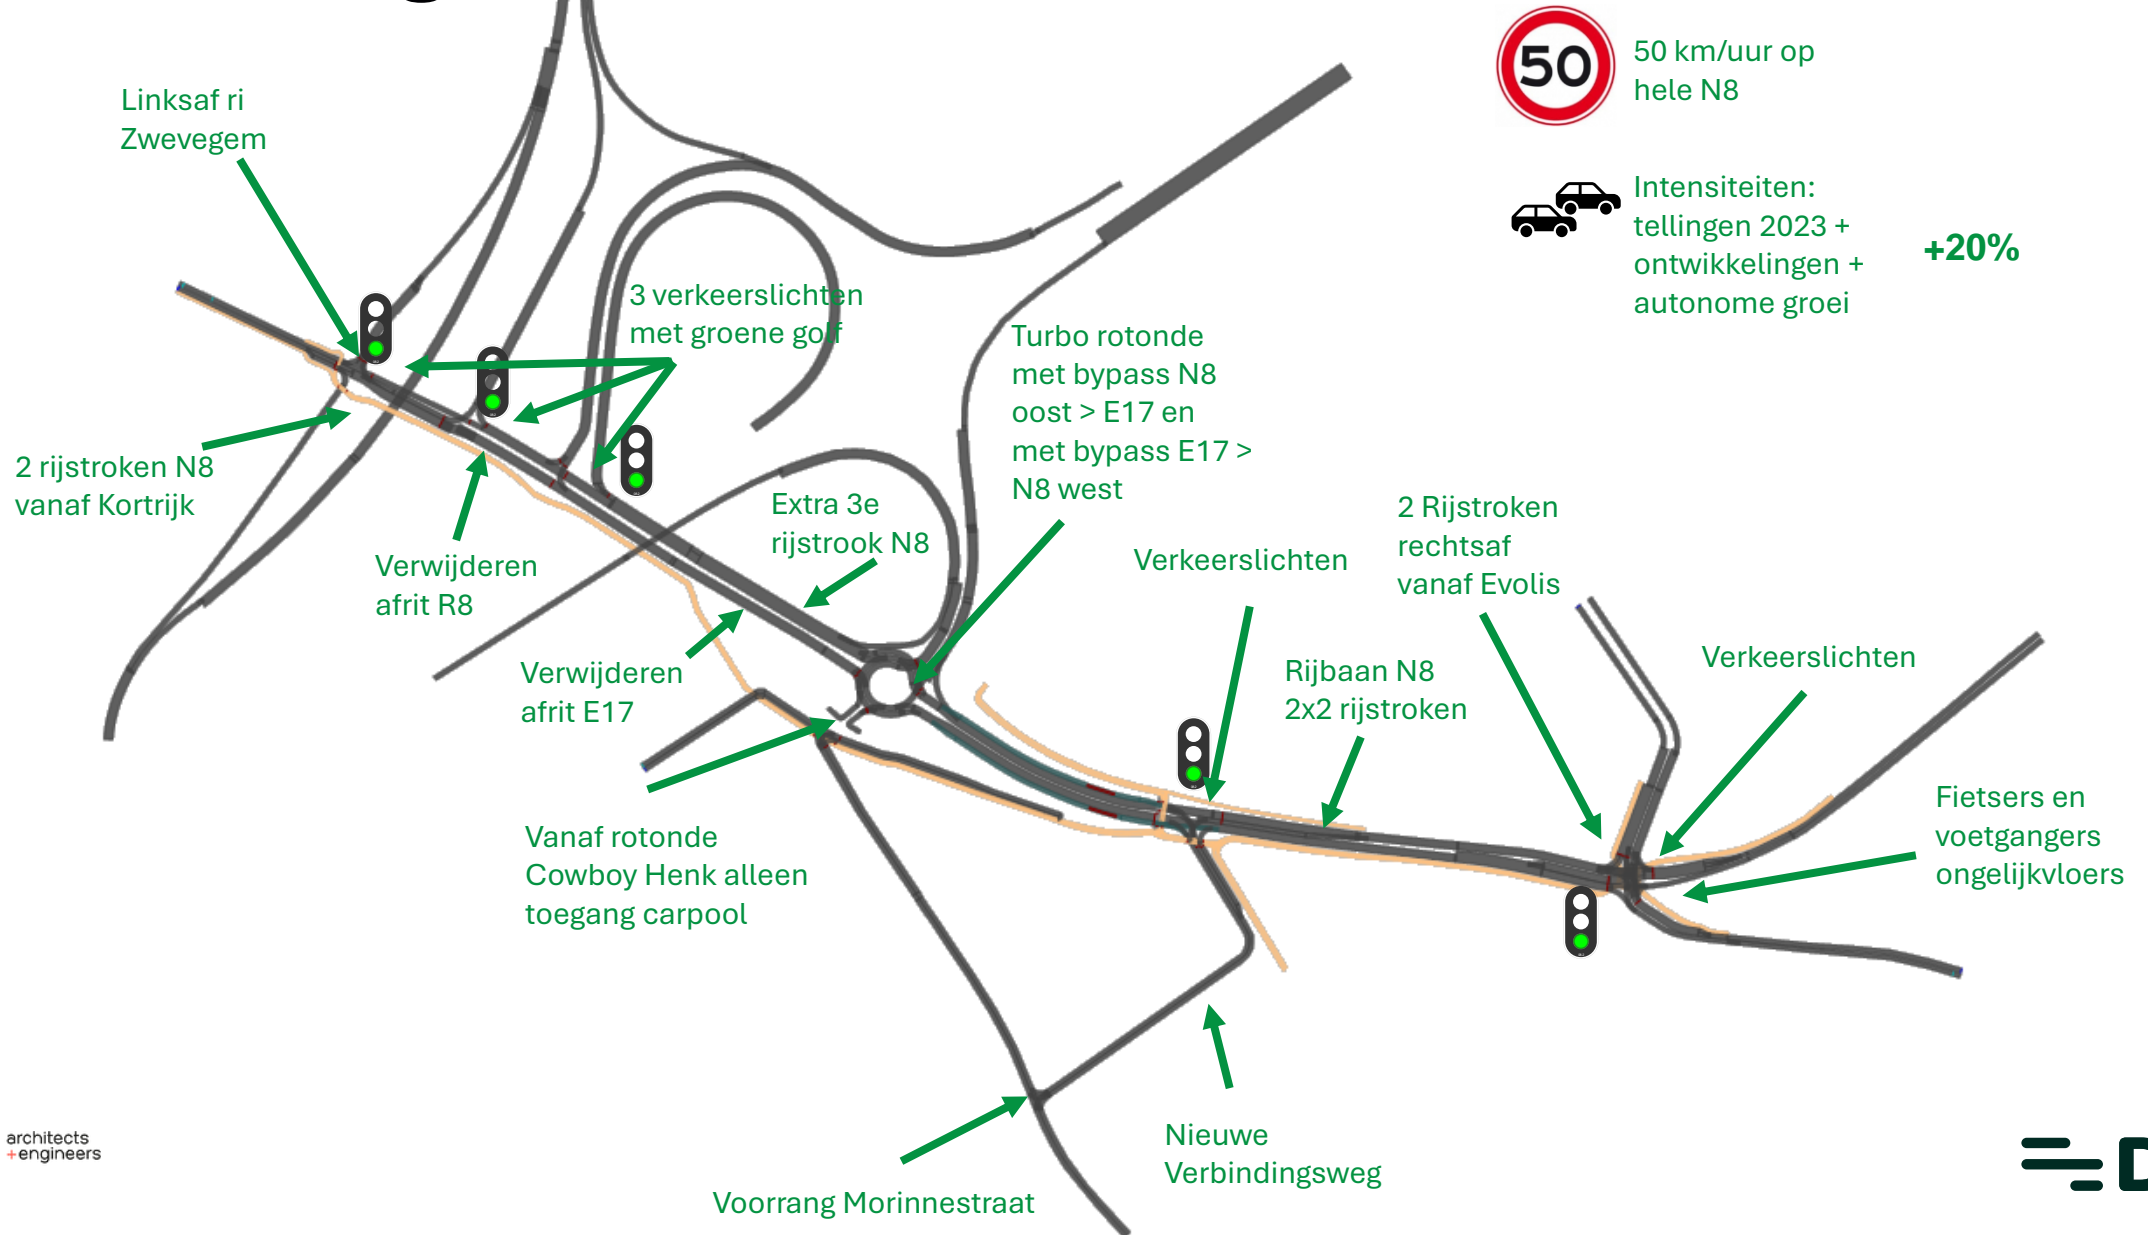 50
50 km/uur op
hele N8
Linksaf ri
Zwevegem
Intensiteiten:
tellingen 2023 +
ontwikkelingen +
autonome groei
+20%
3 verkeerslichten
met groene golf
Turbo rotonde
met bypass N8
oost > E17 en
met bypass E17 >
N8 west
2 rijstroken N8
vanaf Kortrijk
Extra 3e
rijstrook N8
2 Rijstroken
rechtsaf
vanaf Evolis
Verkeerslichten
Verwijderen
afrit R8
Verwijderen
afrit E17
Rijbaan N8
2x2 rijstroken
Verkeerslichten
Fietsers en
voetgangers
ongelijkvloers
Vanaf rotonde
Cowboy Henk alleen
toegang carpool
Nieuwe
Verbindingsweg
Voorrang Morinnestraat
architects
+engineers